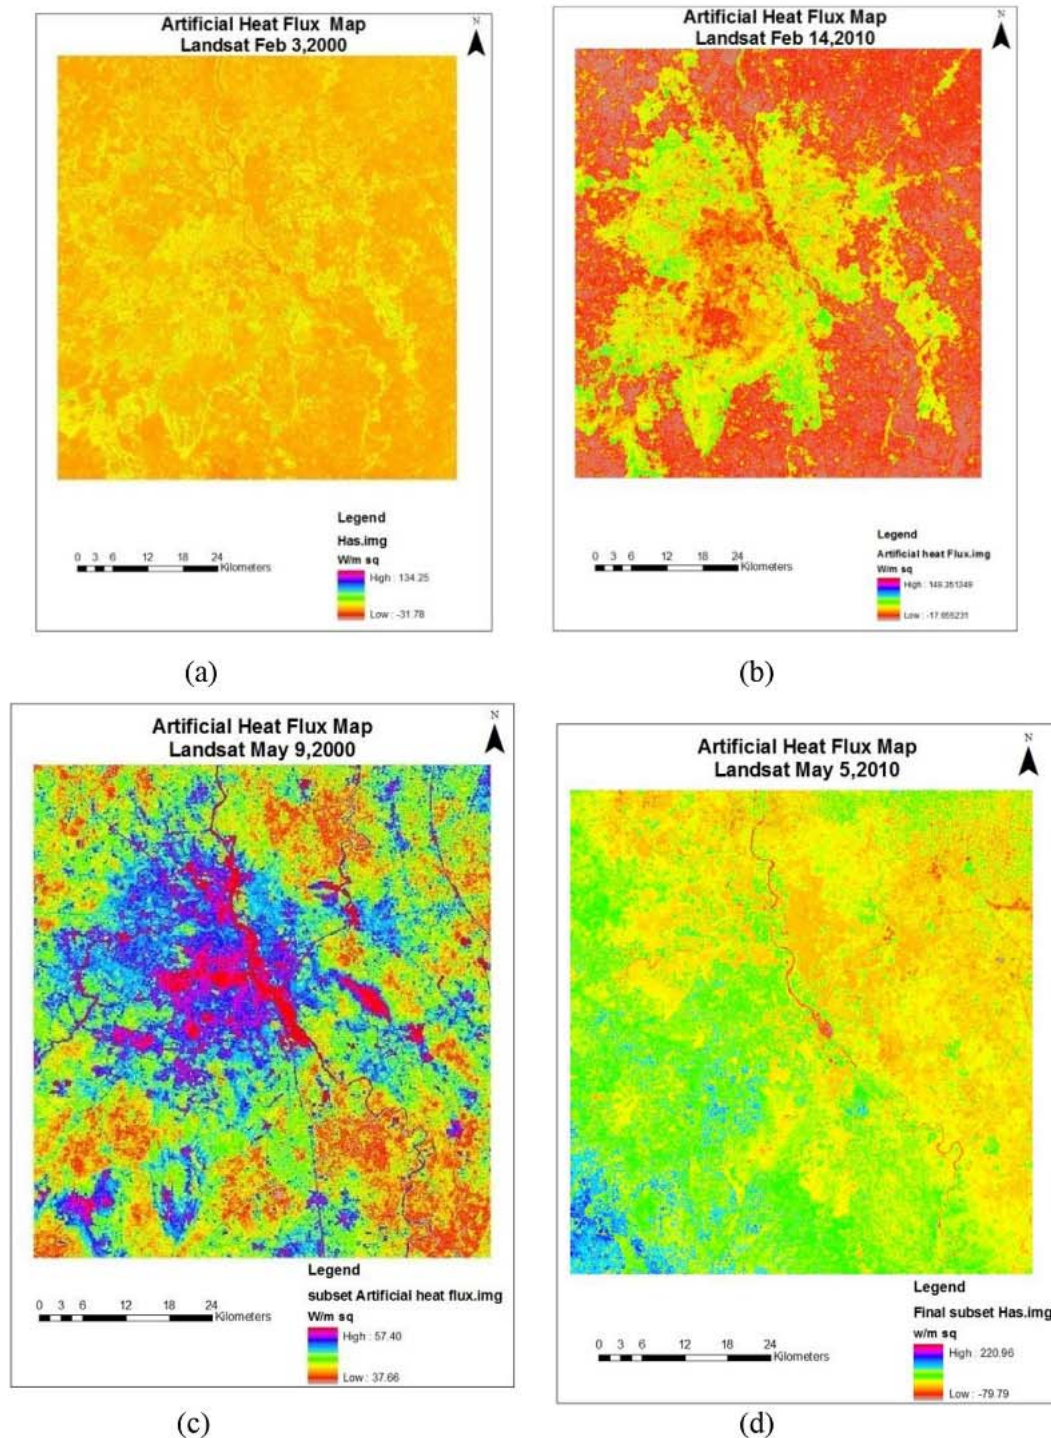 Artificial Heat Flux Map
Landsat Feb 3,2000
N
Legend
Has.img
W/m sq
High : 134.25
Low : -31.78
0 3 6 12 18 24
Kilometers
(a)
Artificial Heat Flux Map
Landsat Feb 14,2010
N
Legend
Artificial heat Flux.img
W/m sq
High : 149.251249
Low : -17.655231
0 3 6 12 18 24
Kilometers
(b)
Artificial Heat Flux Map
Landsat May 9,2000
N
Legend
subset Artificial heat flux.img
W/m sq
High : 57.40
Low : 37.66
0 3 6 12 18 24
Kilometers
(c)
Artificial Heat Flux Map
Landsat May 5,2010
N
Legend
Final subset Has.img
w/m sq
High : 220.96
Low : -79.79
0 3 6 12 18 24
Kilometers
(d)